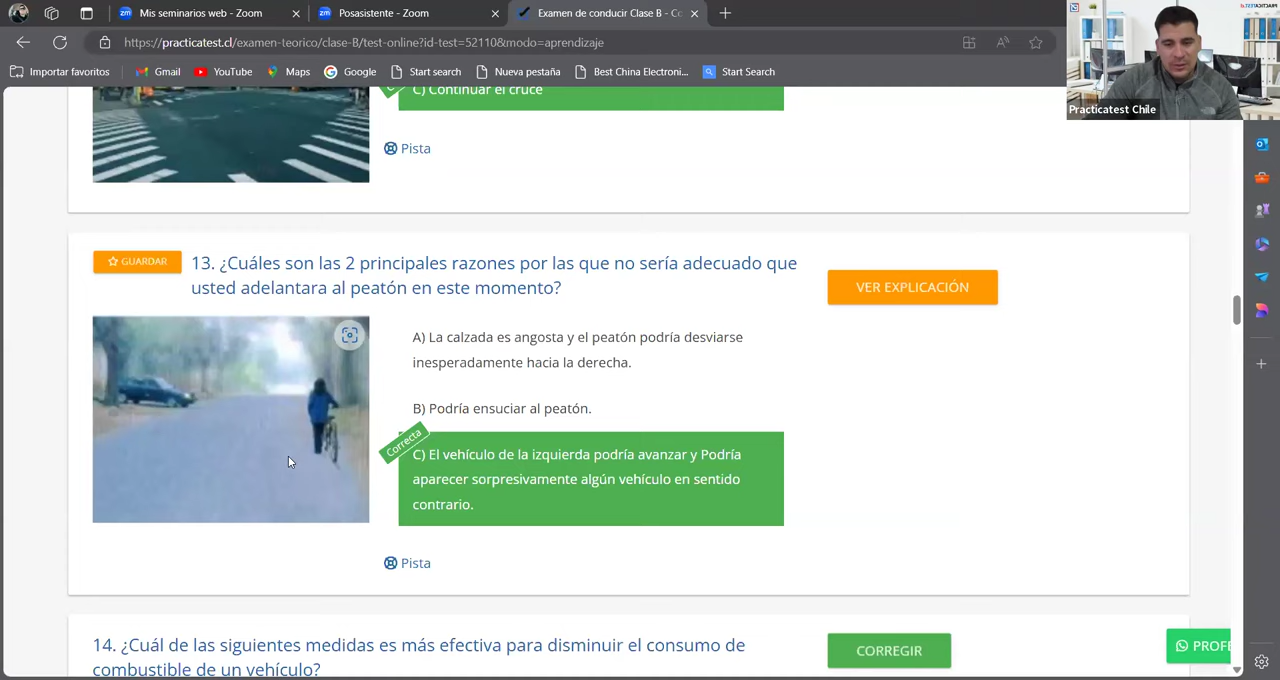 zm Mis seminarios web - Zoom
zm Posasistente - Zoom
Examen de conducir Clase B - Co
https://practicatest.cl/examen-teorico/clase-B/test-online?id-test=52110&modo=aprendizaje
Importar favoritos
Gmail
YouTube
Maps
Google
Start search
Nueva pestaña
Best China Electroni...
Start Search
Practicatest Chile
C) Continuar el cruce
Pista
GUARDAR
13. ¿Cuáles son las 2 principales razones por las que no sería adecuado que
usted adelantara al peatón en este momento?
VER EXPLICACIÓN
A) La calzada es angosta y el peatón podría desviarse
inesperadamente hacia la derecha.
B) Podría ensuciar al peatón.
Correcta
C) El vehículo de la izquierda podría avanzar y Podría
aparecer sorpresivamente algún vehículo en sentido
contrario.
Pista
14. ¿Cuál de las siguientes medidas es más efectiva para disminuir el consumo de
combustible de un vehículo?
CORREGIR
PROFE